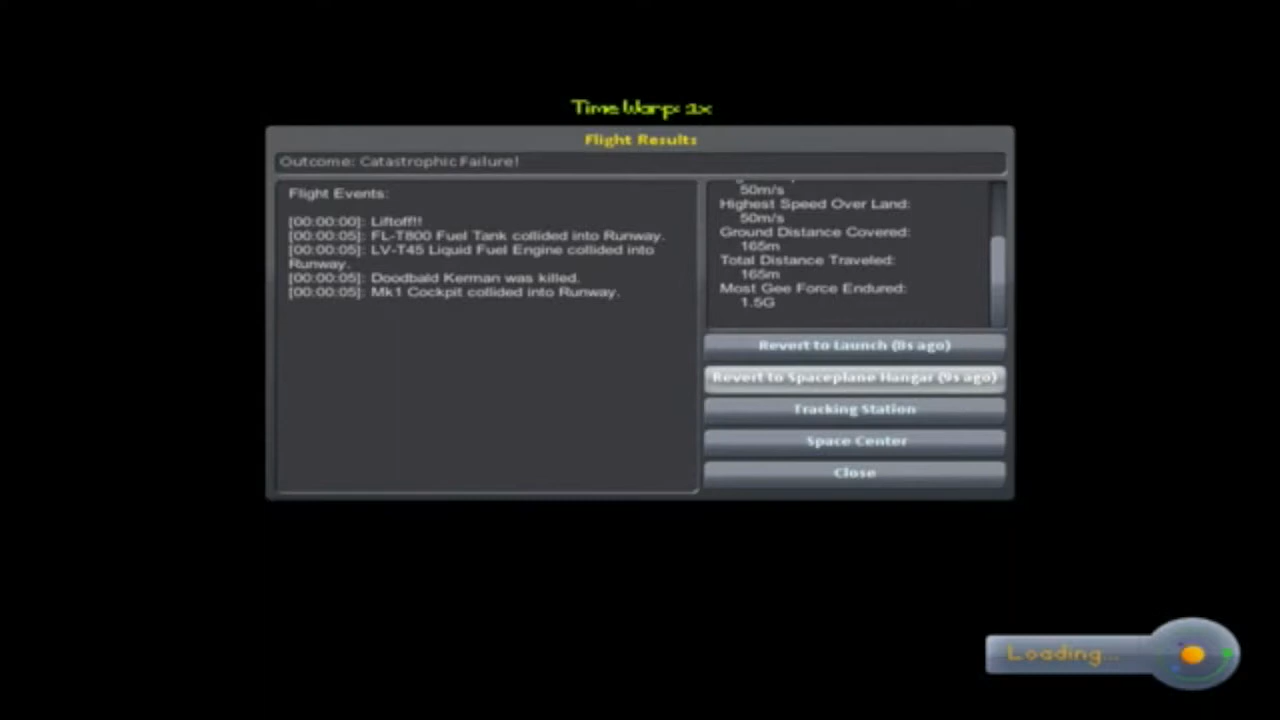 Time Warp: 1x
Flight Results
Outcome: Catastrophic Failure!
Flight Events:
[00:00:00]: Liftoff!!
[00:00:05]: FL-T800 Fuel Tank collided into Runway.
[00:00:05]: LV-T45 Liquid Fuel Engine collided into
Runway.
[00:00:05]: Doodbald Kerman was killed.
[00:00:05]: Mk1 Cockpit collided into Runway.
50m/s
Highest Speed Over Land:
50m/s
Ground Distance Covered:
165m
Total Distance Traveled:
165m
Most Gee Force Endured:
1.5G
Revert to Launch (8s ago)
Revert to Spaceplane Hangar (9s ago)
Tracking Station
Space Center
Close
Loading...